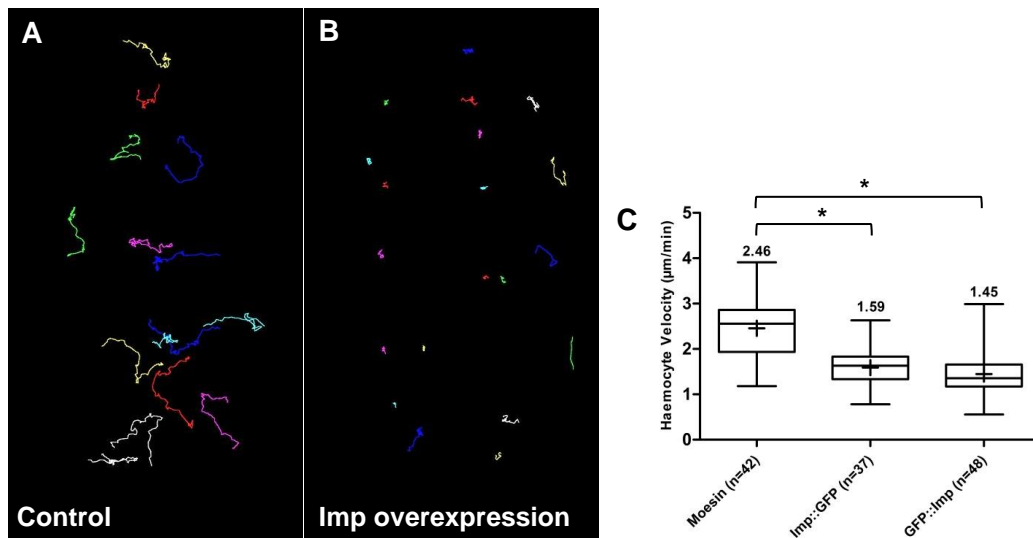 A
B
Control
Imp overexpression
C
*
*
Haemocyte Velocity (µm/min)
5
4
3
2
1
0
2.46
1.59
1.45
Moesin (n=42)
Imp::GFP (n=37)
GFP::Imp (n=48)